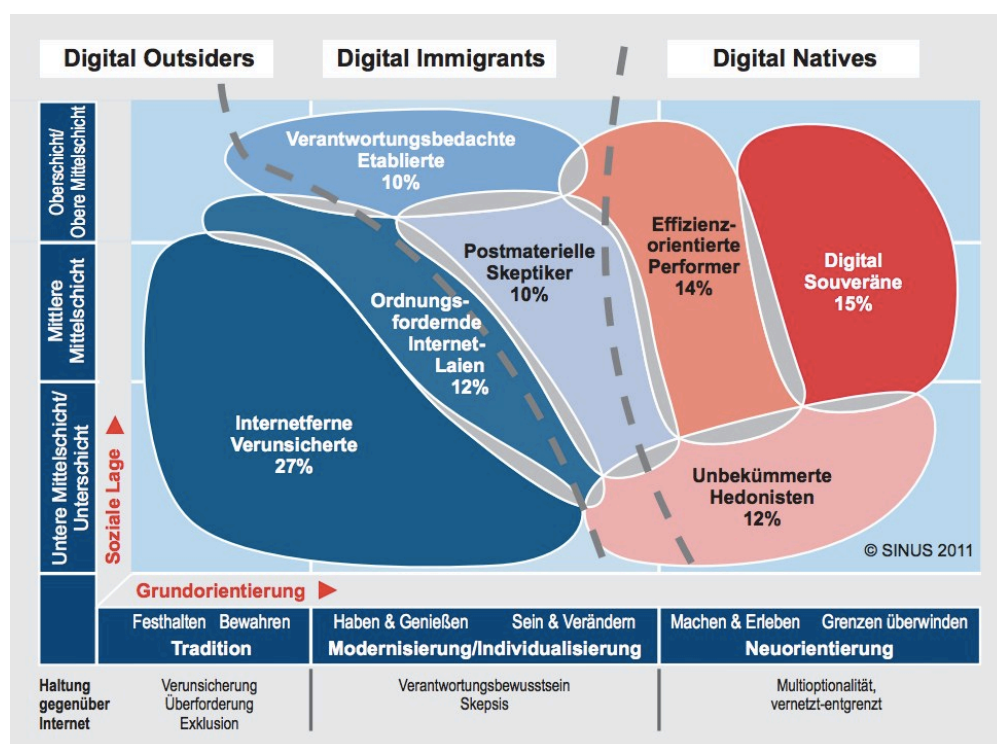 Digital Outsiders
Digital Immigrants
Digital Natives
Oberschicht/
Obere Mittelschicht
Mittlere
Mittelschicht
Untere Mittelschicht/
Unterschicht
Soziale Lage
Verantwortungsbedachte
Etablierte
10%
Postmaterielle
Skeptiker
10%
Effizienz-
orientierte
Performer
14%
Digital
Souveräne
15%
Ordnungs-
fordernde
Internet-
Laien
12%
Internetferne
Verunsicherte
27%
Unbekümmerte
Hedonisten
12%
© SINUS 2011
Grundorientierung
Festhalten Bewahren
Tradition
Haben & Genießen Sein & Verändern
Modernisierung/Individualisierung
Machen & Erleben Grenzen überwinden
Neuorientierung
Haltung
gegenüber
Internet
Verunsicherung
Überforderung
Exklusion
Verantwortungsbewusstsein
Skepsis
Multioptionalität,
vernetzt-entgrenzt